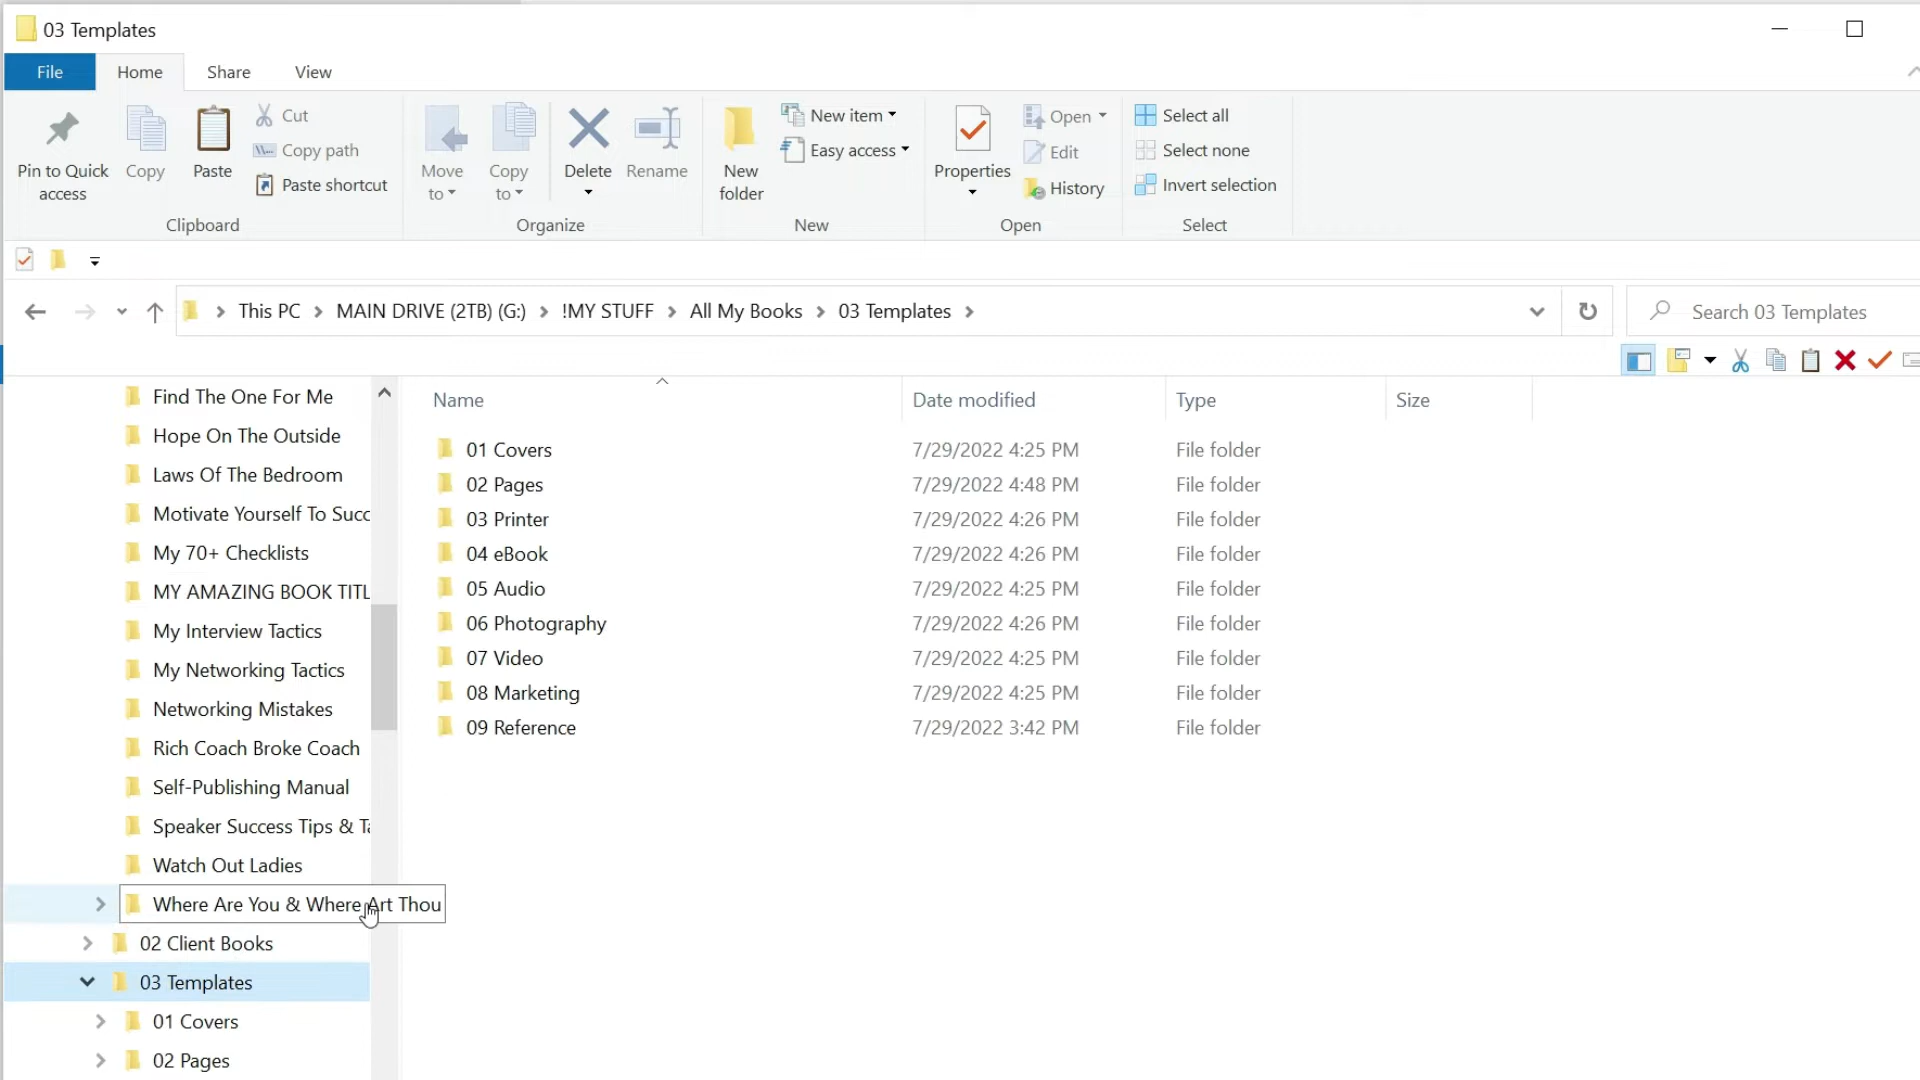 03 Templates
File Home Share View
Pin to Quick access
Copy
Paste
Cut
Copy path
Paste shortcut
Clipboard
Move to
Copy to
Delete
Rename
Organize
New folder
New item
Easy access
New
Properties
Open
Edit
History
Open
Select all
Select none
Invert selection
Select
This PC > MAIN DRIVE (2TB) (G:) > !MY STUFF > All My Books > 03 Templates >
Search 03 Templates
Find The One For Me
Hope On The Outside
Laws Of The Bedroom
Motivate Yourself To Succ
My 70+ Checklists
MY AMAZING BOOK TITL
My Interview Tactics
My Networking Tactics
Networking Mistakes
Rich Coach Broke Coach
Self-Publishing Manual
Speaker Success Tips & Ta
Watch Out Ladies
Where Are You & Where Art Thou
02 Client Books
03 Templates
01 Covers
02 Pages
Name Date modified Type Size
01 Covers 7/29/2022 4:25 PM File folder
02 Pages 7/29/2022 4:48 PM File folder
03 Printer 7/29/2022 4:26 PM File folder
04 eBook 7/29/2022 4:26 PM File folder
05 Audio 7/29/2022 4:25 PM File folder
06 Photography 7/29/2022 4:26 PM File folder
07 Video 7/29/2022 4:25 PM File folder
08 Marketing 7/29/2022 4:25 PM File folder
09 Reference 7/29/2022 3:42 PM File folder